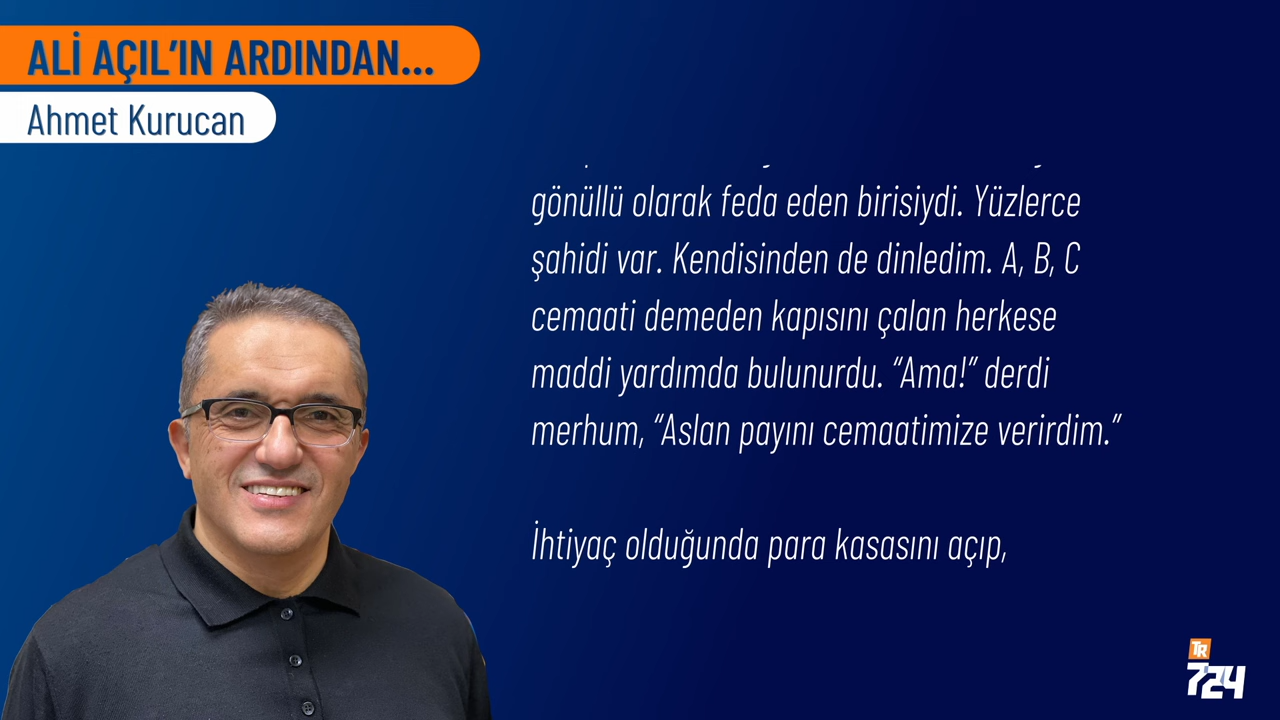 ALİ AÇIL’IN ARDINDAN...
Ahmet Kurucan
gönüllü olarak feda eden birisiydi. Yüzlerce
şahidi var. Kendisinden de dinledim. A, B, C
cemaati demeden kapısını çalan herkese
maddi yardımda bulunurdu. “Ama!” derdi
merhum, “Aslan payını cemaatimize verirdim.”
İhtiyaç olduğunda para kasasını açıp,
TR
724